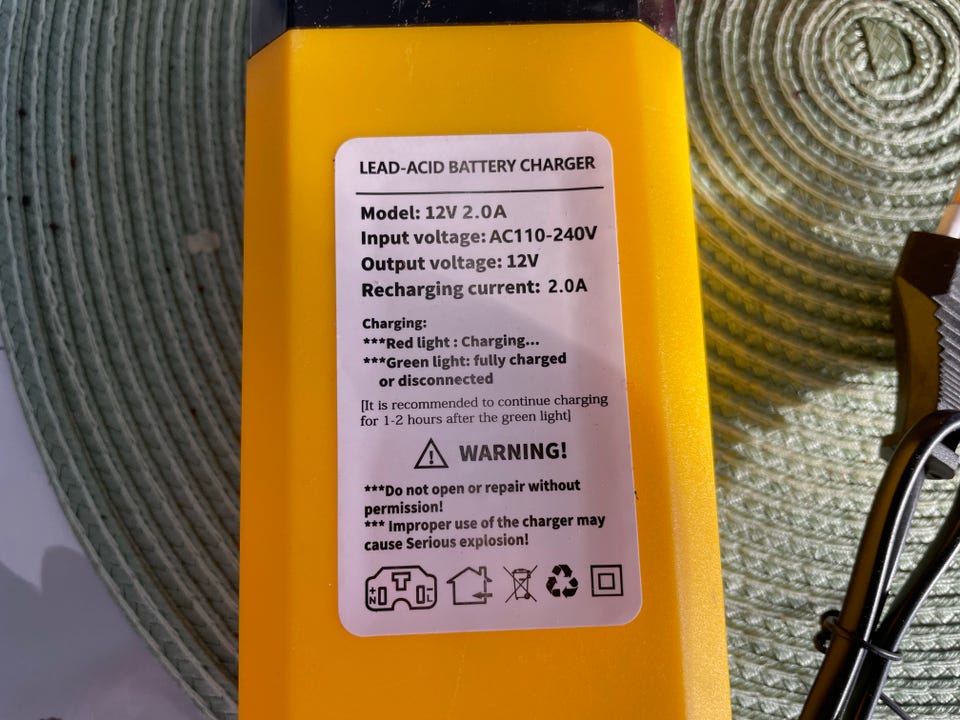 LEAD-ACID BATTERY CHARGER
Model: 12V 2.0A
Input voltage: AC110-240V
Output voltage: 12V
Recharging current: 2.0A
Charging:
***Red light : Charging...
***Green light: fully charged
or disconnected
[It is recommended to continue charging
for 1-2 hours after the green light]
WARNING!
***Do not open or repair without
permission!
*** Improper use of the charger may
cause Serious explosion!